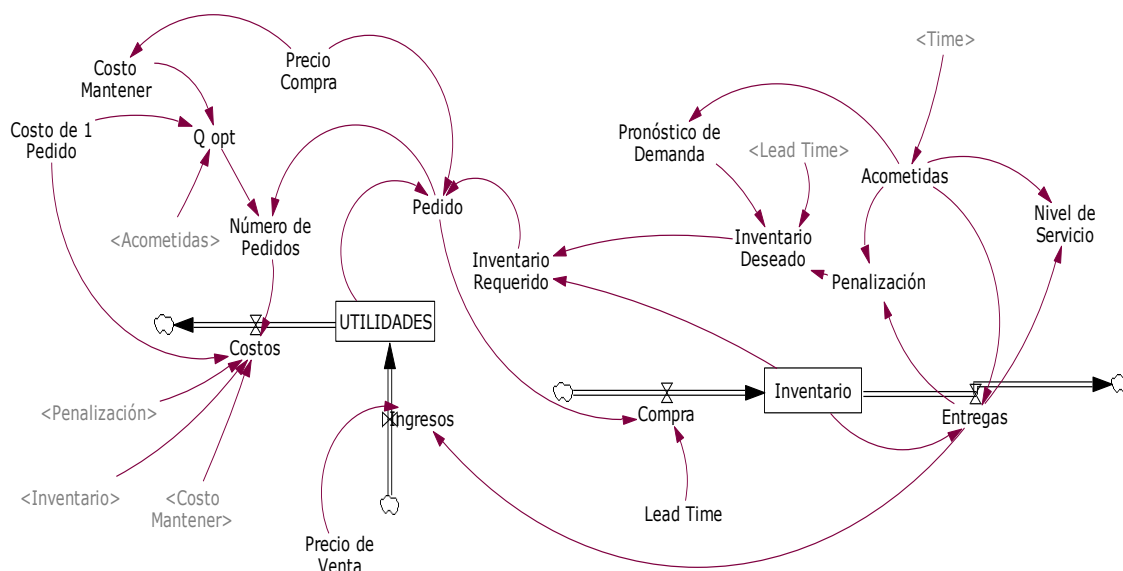 <Time>
Precio
Compra
Costo
Mantener
Costo de 1
Pedido
Q opt
Pronóstico de
Demanda
<Lead Time>
Acometidas
Pedido
Nivel de
Servicio
Número de
Pedidos
<Acometidas>
Inventario
Deseado
Inventario
Requerido
Penalización
UTILIDADES
Costos
Inventario
<Penalización>
Compra
Ingresos
Entregas
<Inventario>
<Costo
Mantener>
Lead Time
Precio de
Venta